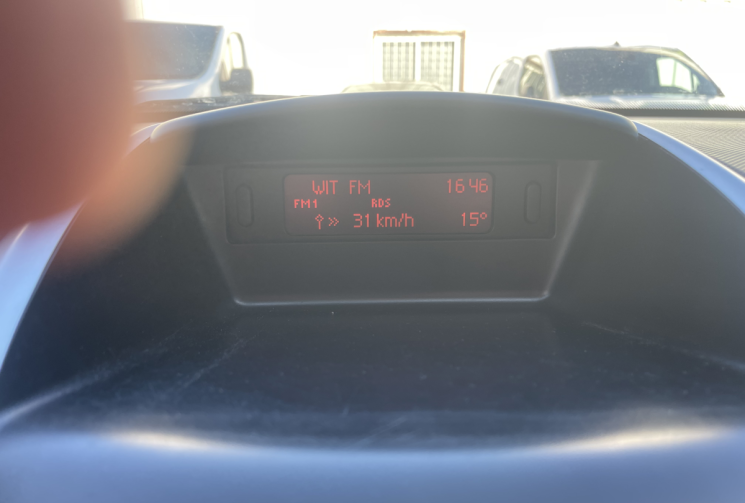 WIT FM 16 46
FM1 RDS
» 31 km/h 15°